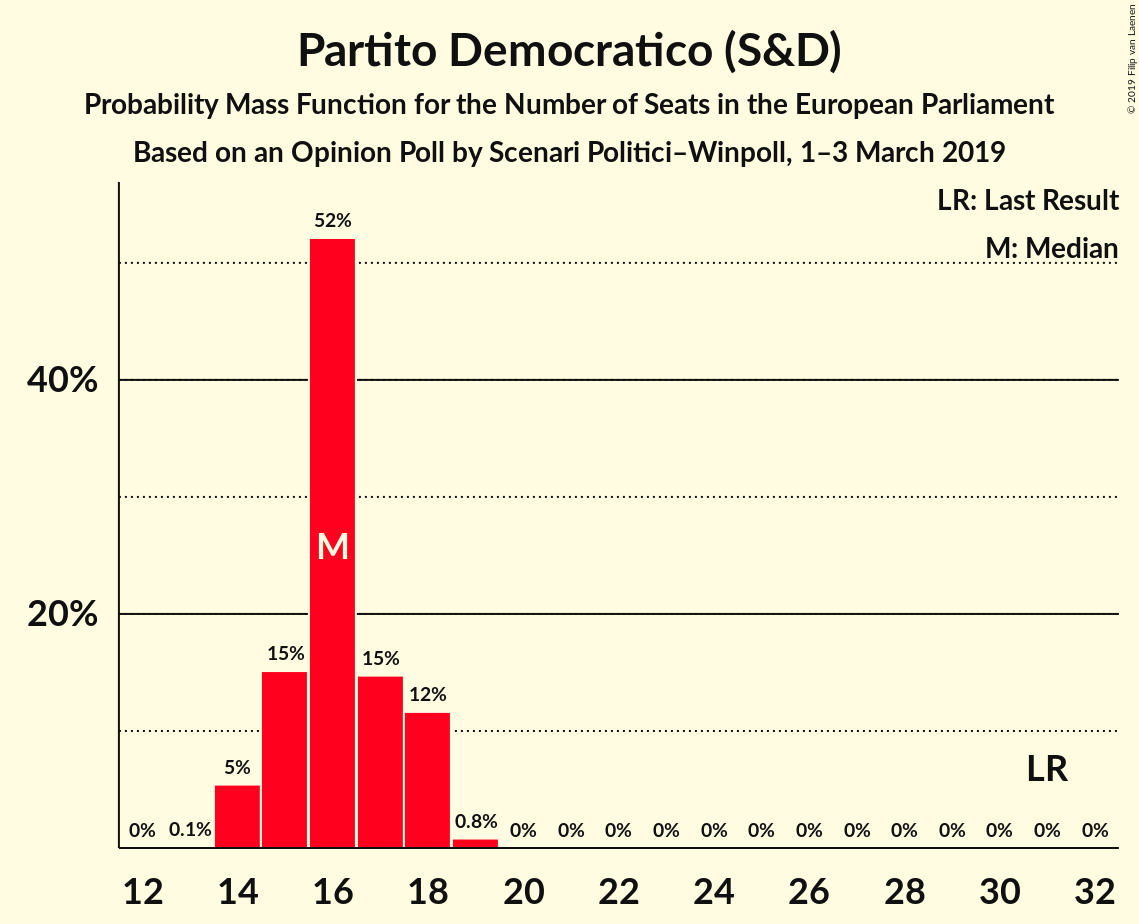 Partito Democratico (S&D)
Probability Mass Function for the Number of Seats in the European Parliament
Based on an Opinion Poll by Scenari Politici–Winpoll, 1–3 March 2019
© 2019 Filip van Laenen
LR: Last Result
M: Median
52%
40%
M
20%
15%
15%
12%
5%
LR
0% 0.1% 0.8% 0% 0% 0% 0% 0% 0% 0% 0% 0% 0% 0% 0% 0%
12 14 16 18 20 22 24 26 28 30 32